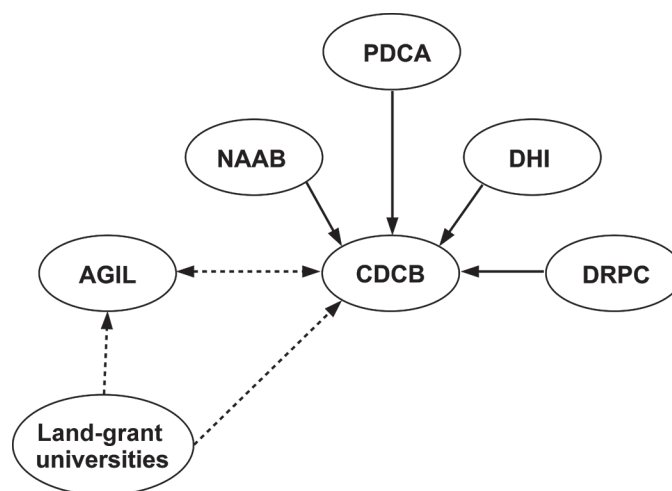 PDCA
NAAB
DHI
AGIL
CDCB
DRPC
Land-grant
universities